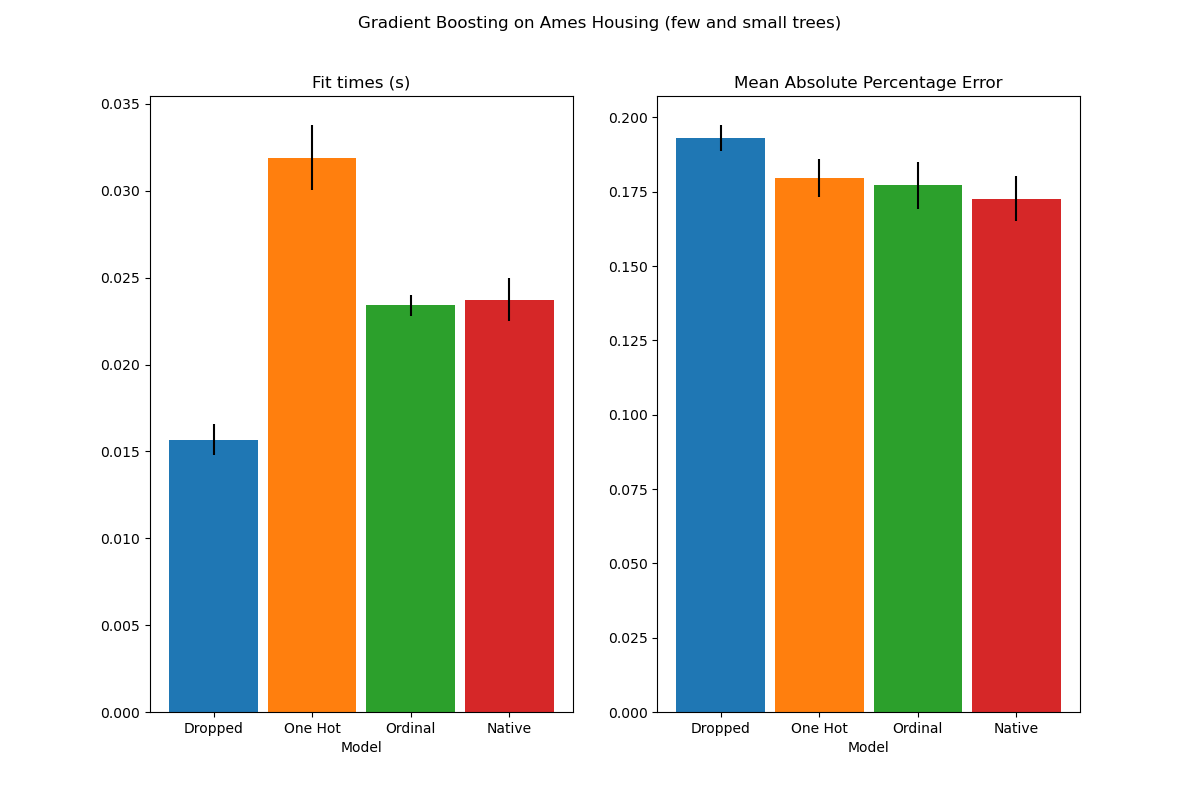 Gradient Boosting on Ames Housing (few and small trees)
Fit times (s)
0.035
0.030
0.025
0.020
0.015
0.010
0.005
0.000
Dropped One Hot Ordinal Native
Model
Mean Absolute Percentage Error
0.200
0.175
0.150
0.125
0.100
0.075
0.050
0.025
0.000
Dropped One Hot Ordinal Native
Model